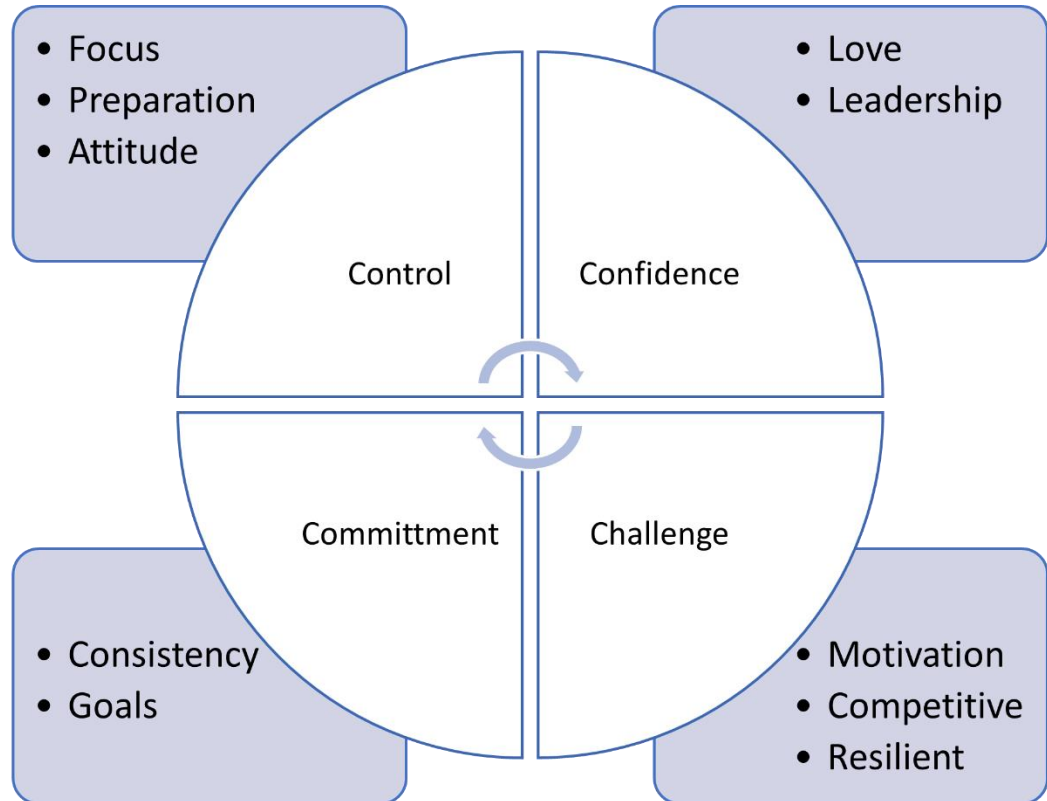 • Focus
• Preparation
• Attitude
• Love
• Leadership
Control
Confidence
Committment
Challenge
• Consistency
• Goals
• Motivation
• Competitive
• Resilient